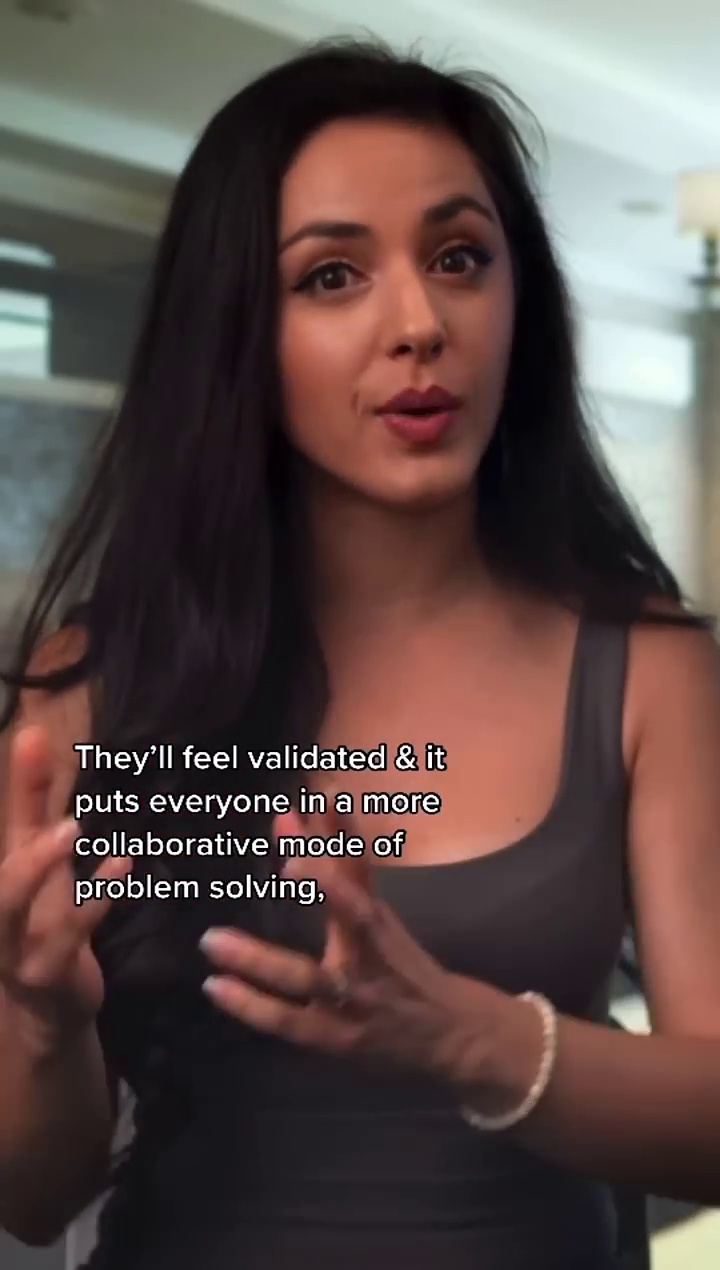 They’ll feel validated & it
puts everyone in a more
collaborative mode of
problem solving,